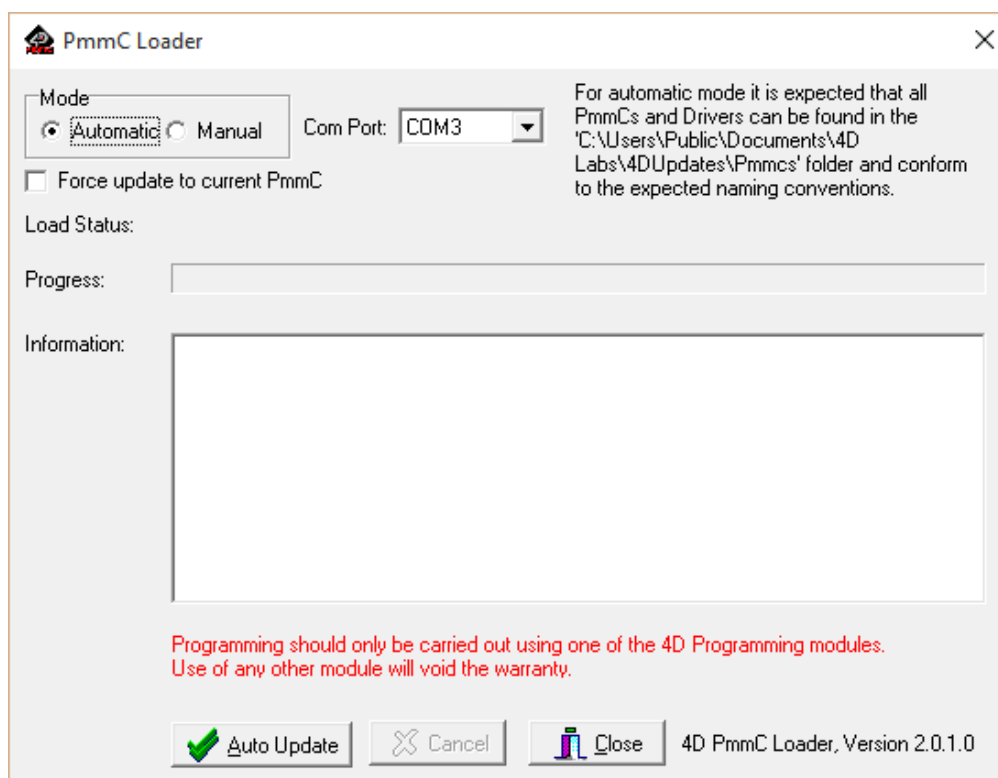 PmmC Loader
Mode
Automatic
Manual
Com Port:
COM3
For automatic mode it is expected that all
PmmCs and Drivers can be found in the
'C:\Users\Public\Documents\4D
Labs\4DUpdates\Pmmcs' folder and conform
to the expected naming conventions.
Force update to current PmmC
Load Status:
Progress:
Information:
Programming should only be carried out using one of the 4D Programming modules.
Use of any other module will void the warranty.
Auto Update
Cancel
Close
4D PmmC Loader, Version 2.0.1.0